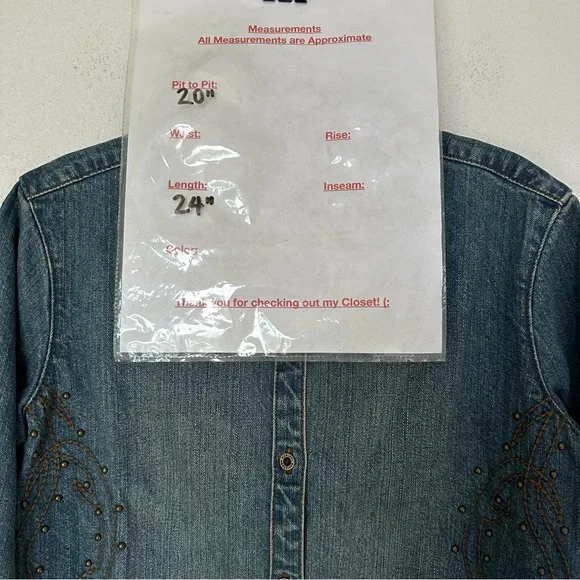 Measurements
All Measurements are Approximate
Pit to Pit:
20"
Waist: Rise:
Length: Inseam:
24"
Color:
Thank you for checking out my Closet! (: